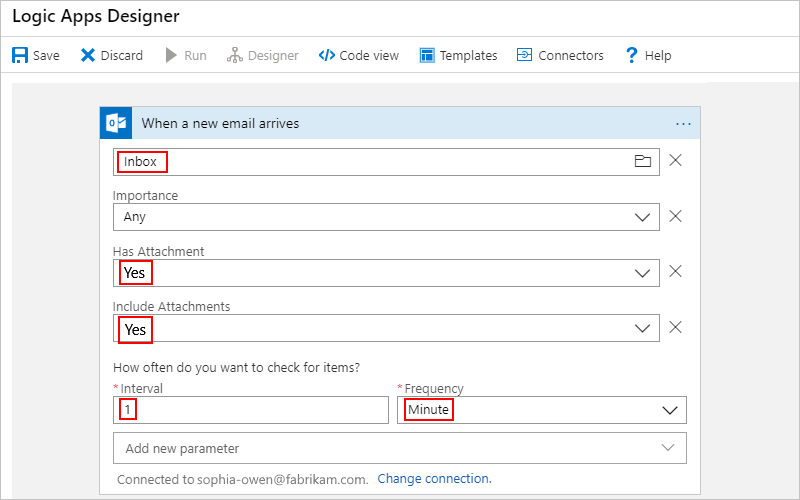 Logic Apps Designer
Save Discard Run Designer Code view Templates Connectors ? Help
When a new email arrives ...
Inbox
Importance
Any
Has Attachment
Yes
Include Attachments
Yes
How often do you want to check for items?
*Interval *Frequency
1 Minute
Add new parameter
Connected to sophia-owen@fabrikam.com. Change connection.